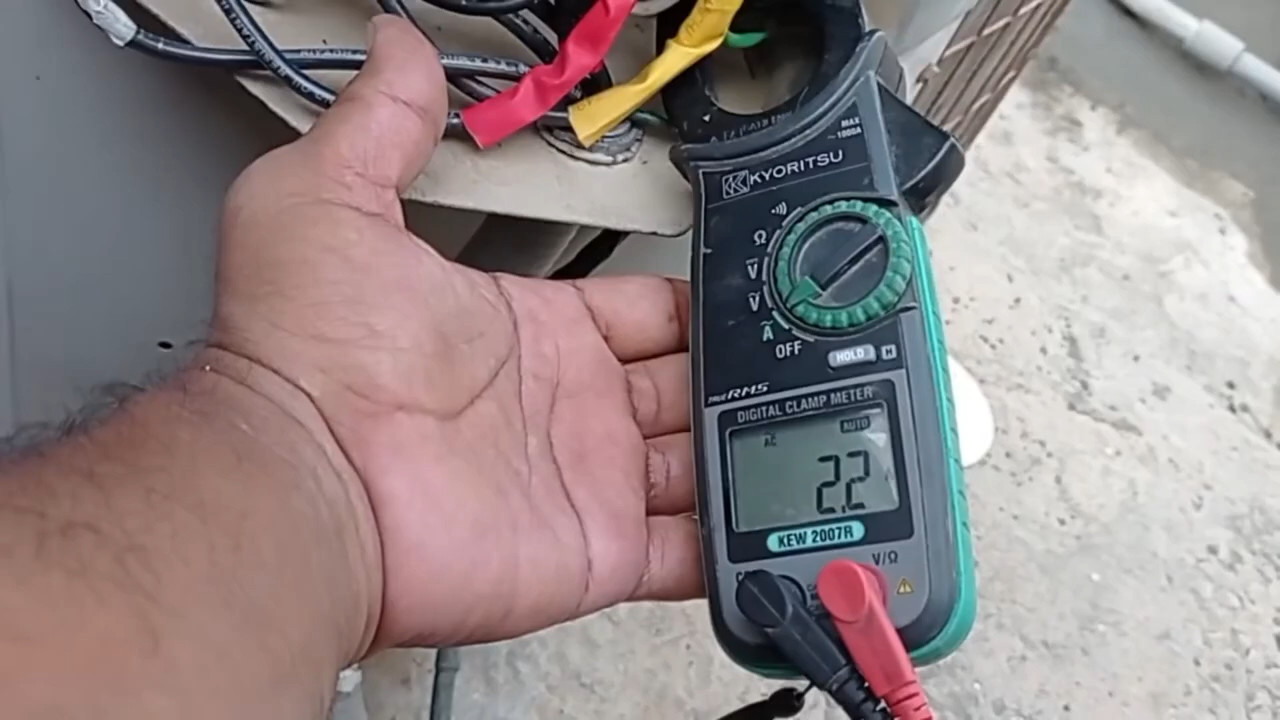 MAX
~ 1000A
KYORITSU
Ω
V
V
A
OFF
HOLD H
TRUE RMS
DIGITAL CLAMP METER
AC AUTO
2.2
KEW 2007R
V/Ω